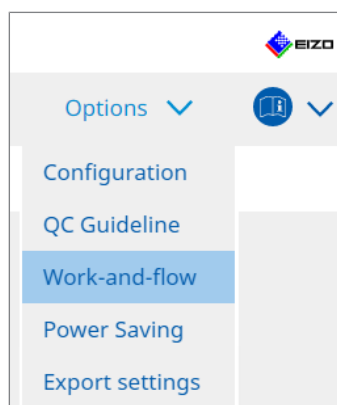 EIZO
Options
Configuration
QC Guideline
Work-and-flow
Power Saving
Export settings